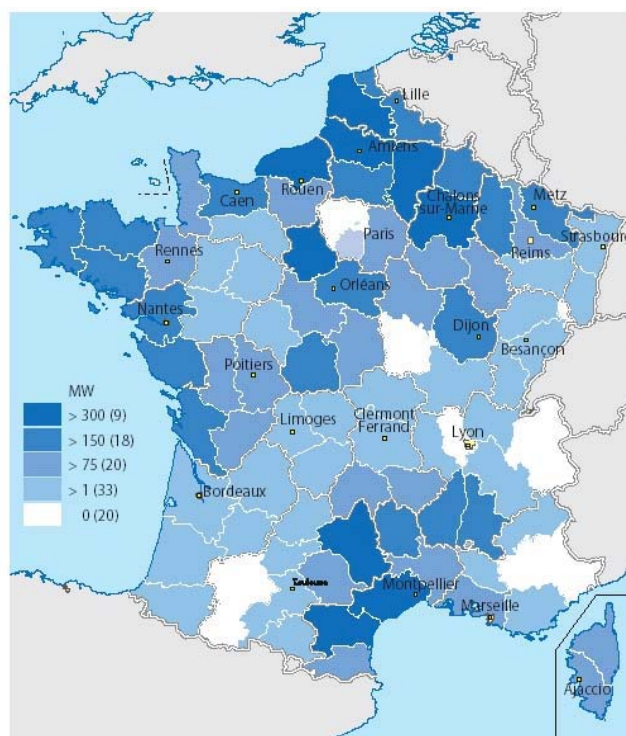 Lille
Amiens
Rouen
Caen
Chalons
sur-Marne
Metz
Paris
Reims
Strasbourg
Rennes
Orléans
Nantes
Dijon
Besançon
Poitiers
MW
> 300 (9)
> 150 (18)
> 75 (20)
> 1 (33)
0 (20)
Limoges
Clérmont
Ferrand
Lyon
Bordeaux
Toulouse
Montpellier
Marseille
Ajaccio